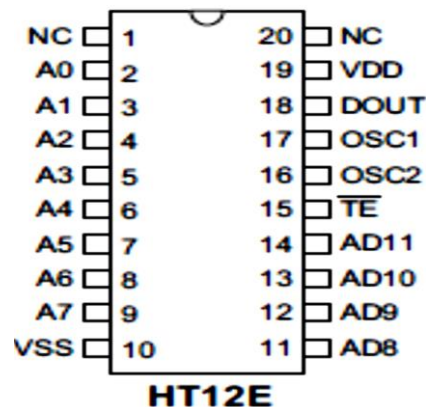 NC 1 20 NC
A0 2 19 VDD
A1 3 18 DOUT
A2 4 17 OSC1
A3 5 16 OSC2
A4 6 15 T̅E̅
A5 7 14 AD11
A6 8 13 AD10
A7 9 12 AD9
VSS 10 11 AD8
HT12E